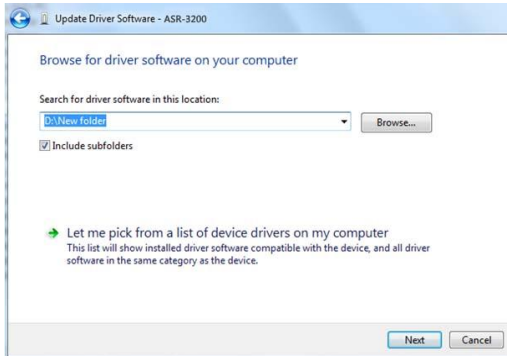 Update Driver Software - ASR-3200
Browse for driver software on your computer
Search for driver software in this location:
D:\New folder
Browse...
Include subfolders
Let me pick from a list of device drivers on my computer
This list will show installed driver software compatible with the device, and all driver
software in the same category as the device.
Next
Cancel